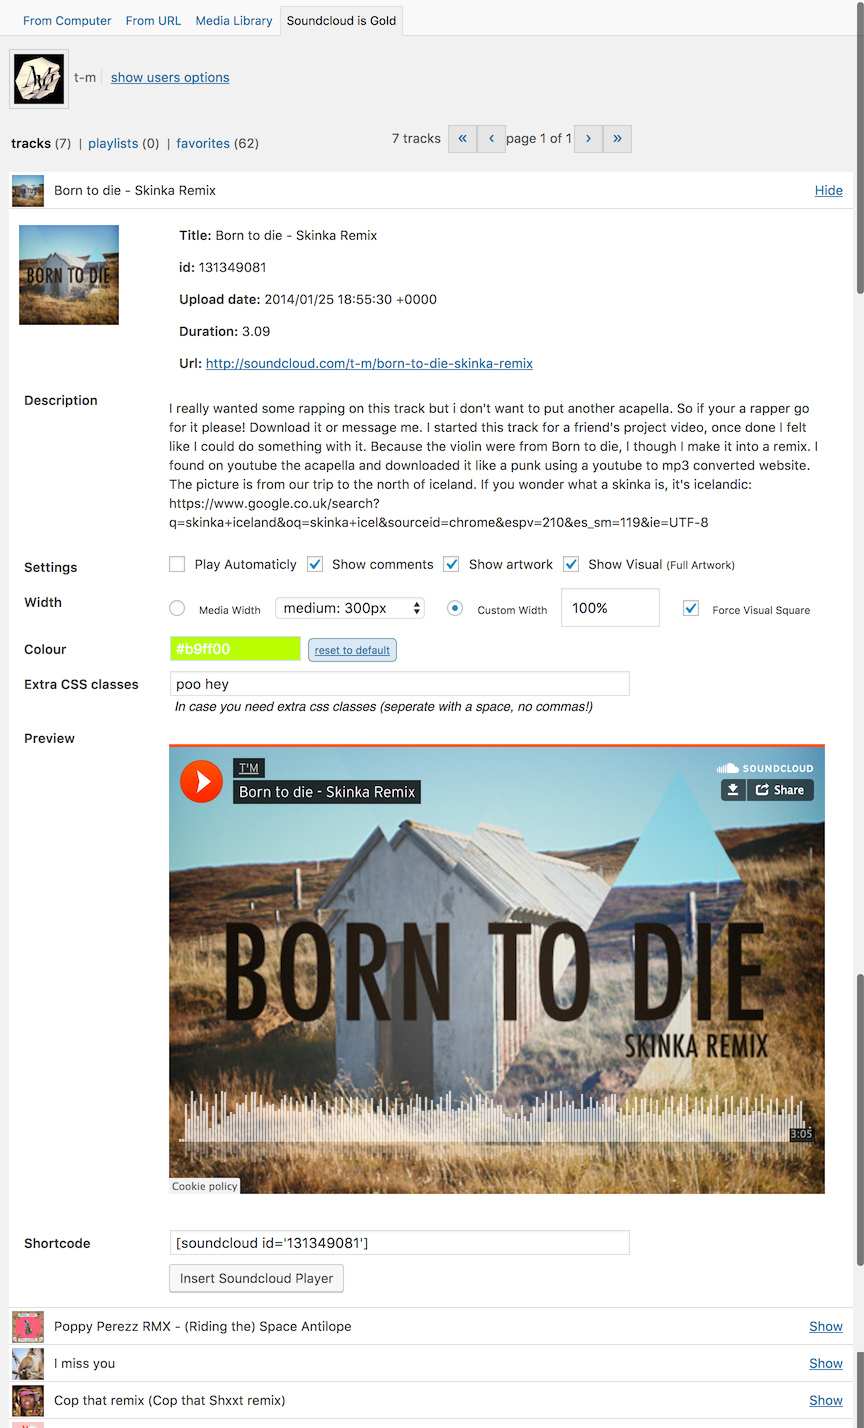 From Computer From URL Media Library Soundcloud is Gold
t-m show users options
tracks (7) | playlists (0) | favorites (62) 7 tracks « ‹ page 1 of 1 › »
Born to die - Skinka Remix Hide
BORN TO DIE
Title: Born to die - Skinka Remix
id: 131349081
Upload date: 2014/01/25 18:55:30 +0000
Duration: 3.09
Url: http://soundcloud.com/t-m/born-to-die-skinka-remix
Description
I really wanted some rapping on this track but i don't want to put another acapella. So if your a rapper go
for it please! Download it or message me. I started this track for a friend's project video, once done I felt
like I could do something with it. Because the violin were from Born to die, I though I make it into a remix. I
found on youtube the acapella and downloaded it like a punk using a youtube to mp3 converted website.
The picture is from our trip to the north of iceland. If you wonder what a skinka is, it's icelandic:
https://www.google.co.uk/search?
q=skinka+iceland&oq=skinka+icel&sourceid=chrome&espv=210&es_sm=119&ie=UTF-8
Settings Play Automaticly Show comments Show artwork Show Visual (Full Artwork)
Width Media Width medium: 300px Custom Width 100% Force Visual Square
Colour #b9ff00 reset to default
Extra CSS classes poo hey
In case you need extra css classes (seperate with a space, no commas!)
Preview
T'M SOUNDCLOUD
Born to die - Skinka Remix Share
BORN TO DIE
SKINKA REMIX
3:05
Cookie policy
Shortcode [soundcloud id='131349081']
Insert Soundcloud Player
Poppy Perezz RMX - (Riding the) Space Antilope Show
I miss you Show
Cop that remix (Cop that Shxxt remix) Show